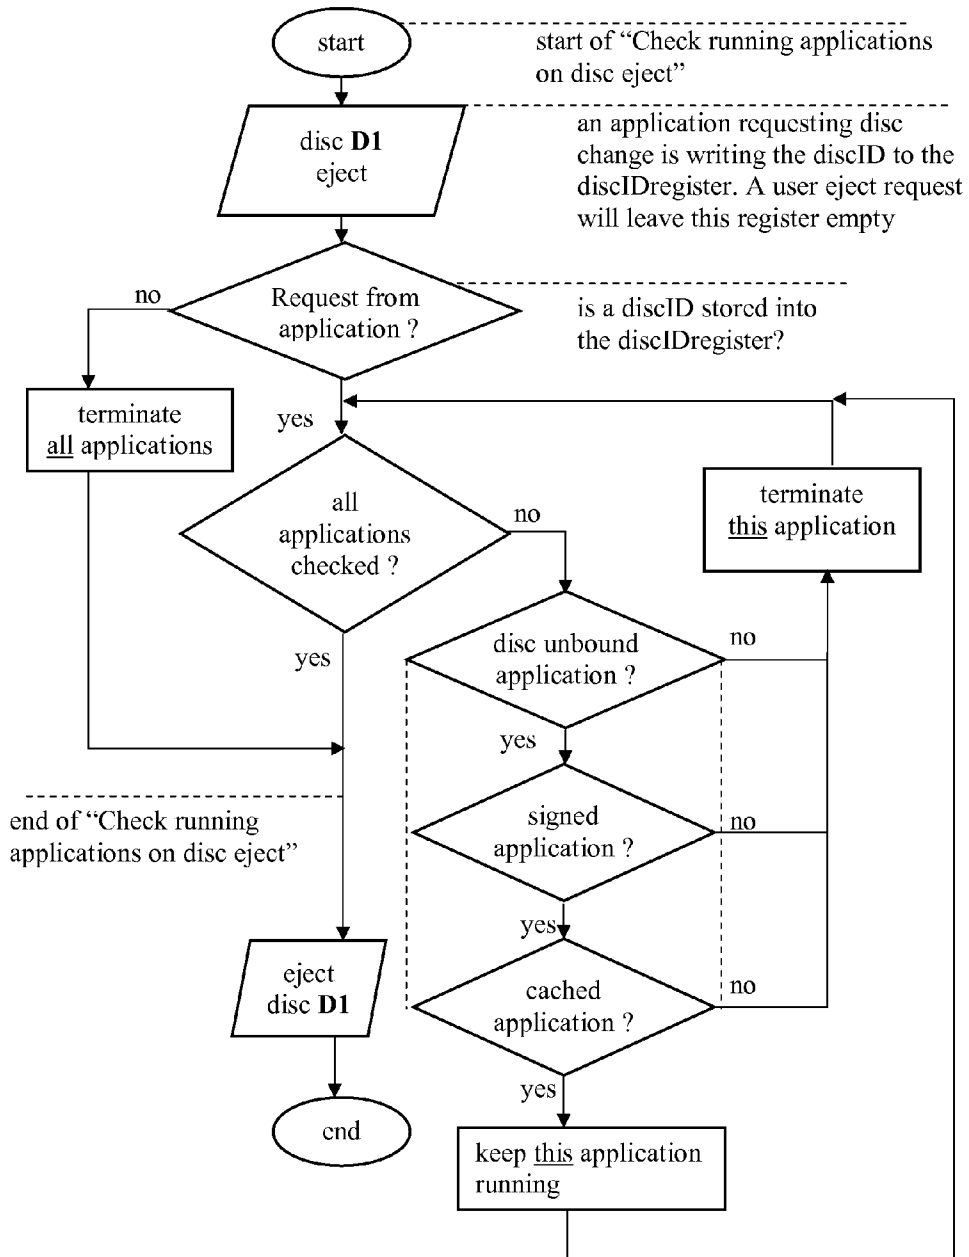 start
start of “Check running applications
on disc eject”
disc D1
eject
an application requesting disc
change is writing the discID to the
discIDregister. A user eject request
will leave this register empty
no
Request from
application ?
is a discID stored into
the discIDregister?
terminate
all applications
yes
terminate
this application
all
applications
checked ?
no
yes
disc unbound
application ?
no
yes
end of “Check running
applications on disc eject”
signed
application ?
no
yes
eject
disc D1
cached
application ?
no
yes
end
keep this application
running